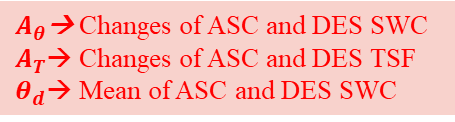 A_θ → Changes of ASC and DES SWC
A_T → Changes of ASC and DES TSF
θ_d → Mean of ASC and DES SWC